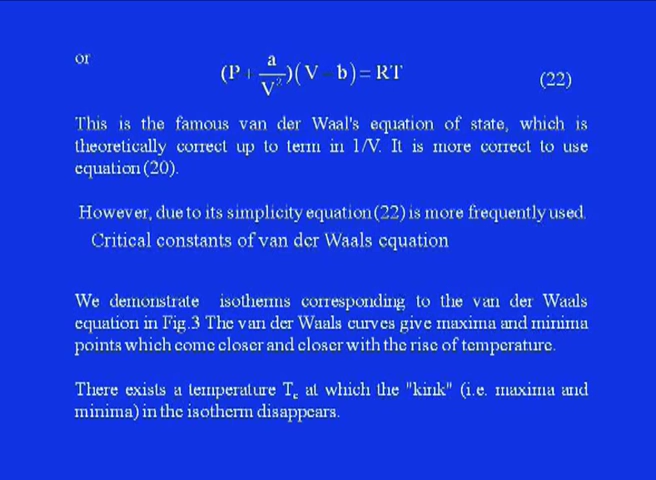 or
(P + a/V²)(V − b) = RT (22)
This is the famous van der Waal's equation of state, which is
theoretically correct up to term in 1/V. It is more correct to use
equation (20).
However, due to its simplicity equation (22) is more frequently used.
Critical constants of van der Waals equation
We demonstrate isotherms corresponding to the van der Waals
equation in Fig.3 The van der Waals curves give maxima and minima
points which come closer and closer with the rise of temperature.
There exists a temperature Tc at which the "kink" (i.e. maxima and
minima) in the isotherm disappears.